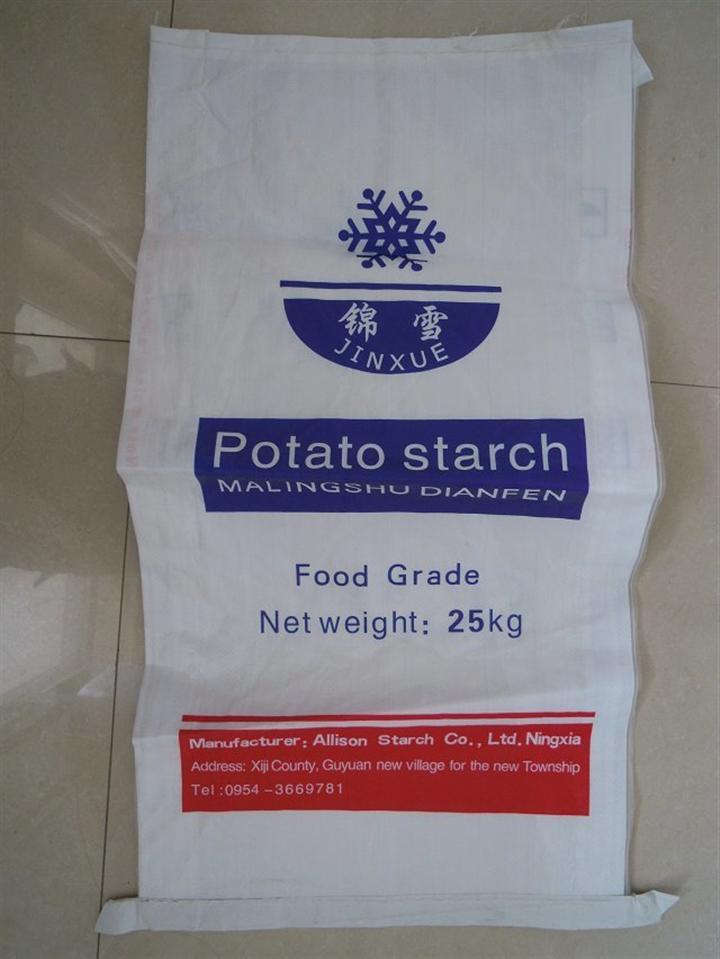 锦雪
JINXUE
Potato starch
MALINGSHU DIANFEN
Food Grade
Net weight: 25kg
Manufacturer: Allison Starch Co., Ltd. Ningxia
Address: Xiji County, Guyuan new village for the new Township
Tel:0954-3669781